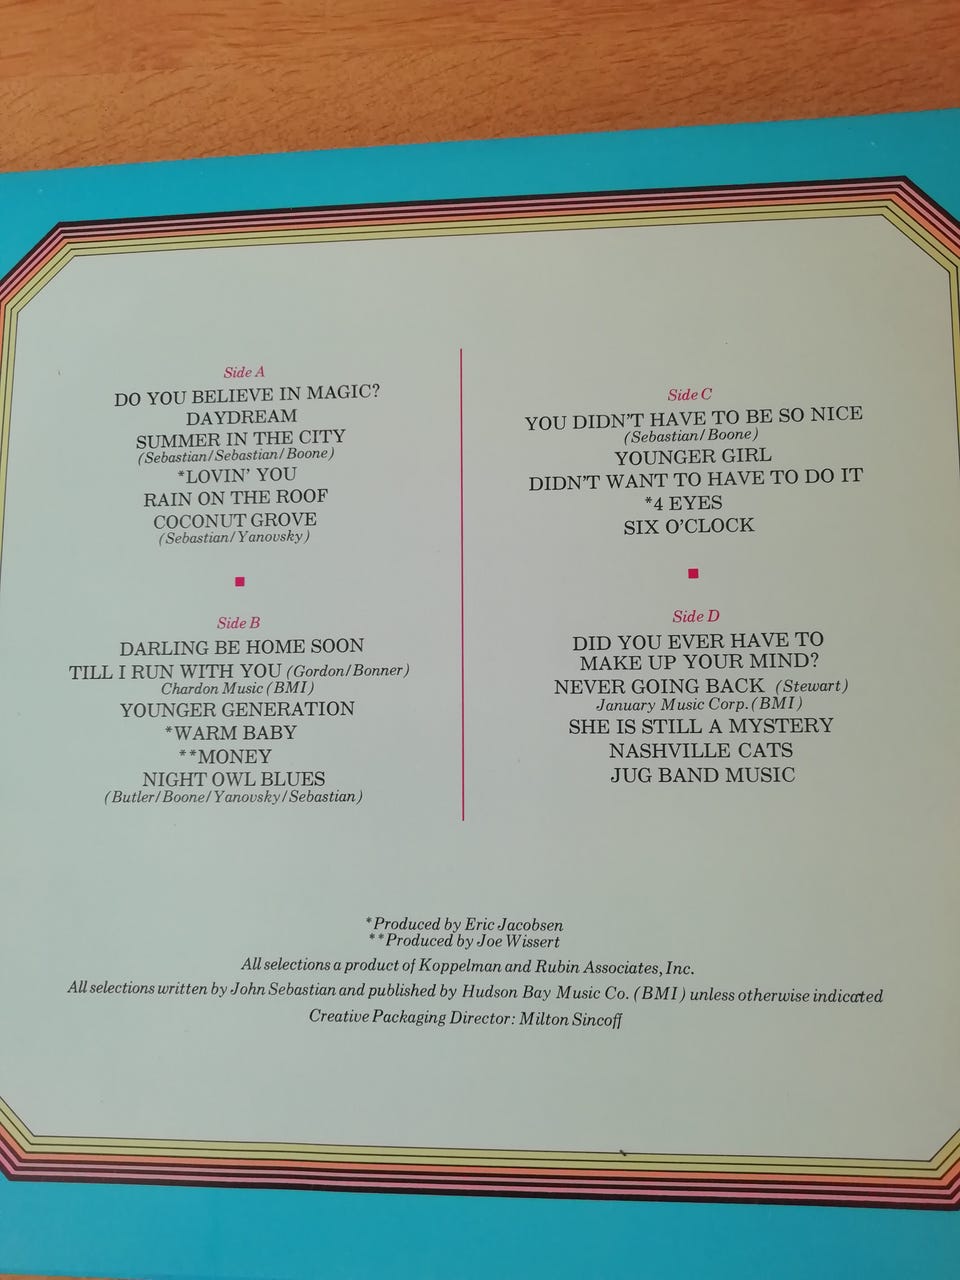 Side A
DO YOU BELIEVE IN MAGIC?
DAYDREAM
SUMMER IN THE CITY
(Sebastian/Sebastian/Boone)
*LOVIN' YOU
RAIN ON THE ROOF
COCONUT GROVE
(Sebastian/Yanovsky)
Side B
DARLING BE HOME SOON
TILL I RUN WITH YOU (Gordon/Bonner)
Chardon Music (BMI)
YOUNGER GENERATION
*WARM BABY
**MONEY
NIGHT OWL BLUES
(Butler/Boone/Yanovsky/Sebastian)
Side C
YOU DIDN'T HAVE TO BE SO NICE
(Sebastian/Boone)
YOUNGER GIRL
DIDN'T WANT TO HAVE TO DO IT
*4 EYES
SIX O'CLOCK
Side D
DID YOU EVER HAVE TO
MAKE UP YOUR MIND?
NEVER GOING BACK (Stewart)
January Music Corp. (BMI)
SHE IS STILL A MYSTERY
NASHVILLE CATS
JUG BAND MUSIC
*Produced by Eric Jacobsen
**Produced by Joe Wissert
All selections a product of Koppelman and Rubin Associates, Inc.
All selections written by John Sebastian and published by Hudson Bay Music Co. (BMI) unless otherwise indicated
Creative Packaging Director: Milton Sincoff